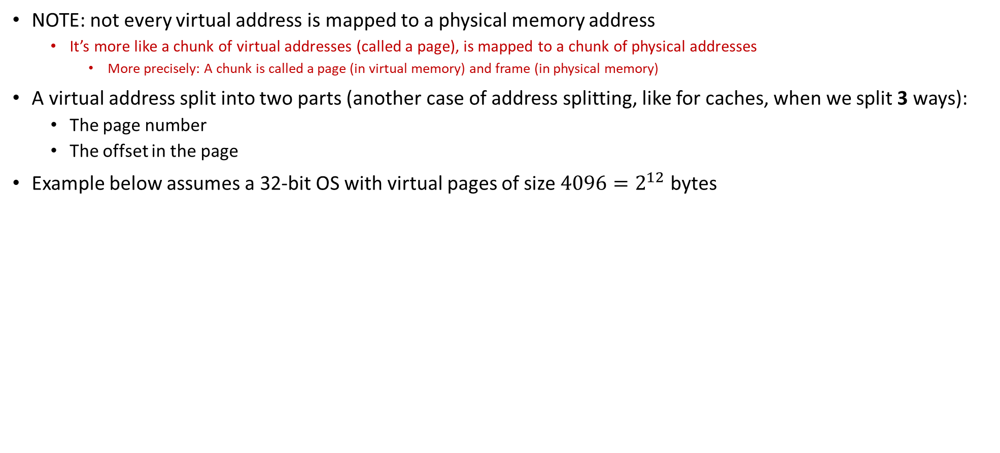 • NOTE: not every virtual address is mapped to a physical memory address
• It’s more like a chunk of virtual addresses (called a page), is mapped to a chunk of physical addresses
• More precisely: A chunk is called a page (in virtual memory) and frame (in physical memory)
• A virtual address split into two parts (another case of address splitting, like for caches, when we split 3 ways):
• The page number
• The offset in the page
• Example below assumes a 32-bit OS with virtual pages of size 4096 = 2¹² bytes